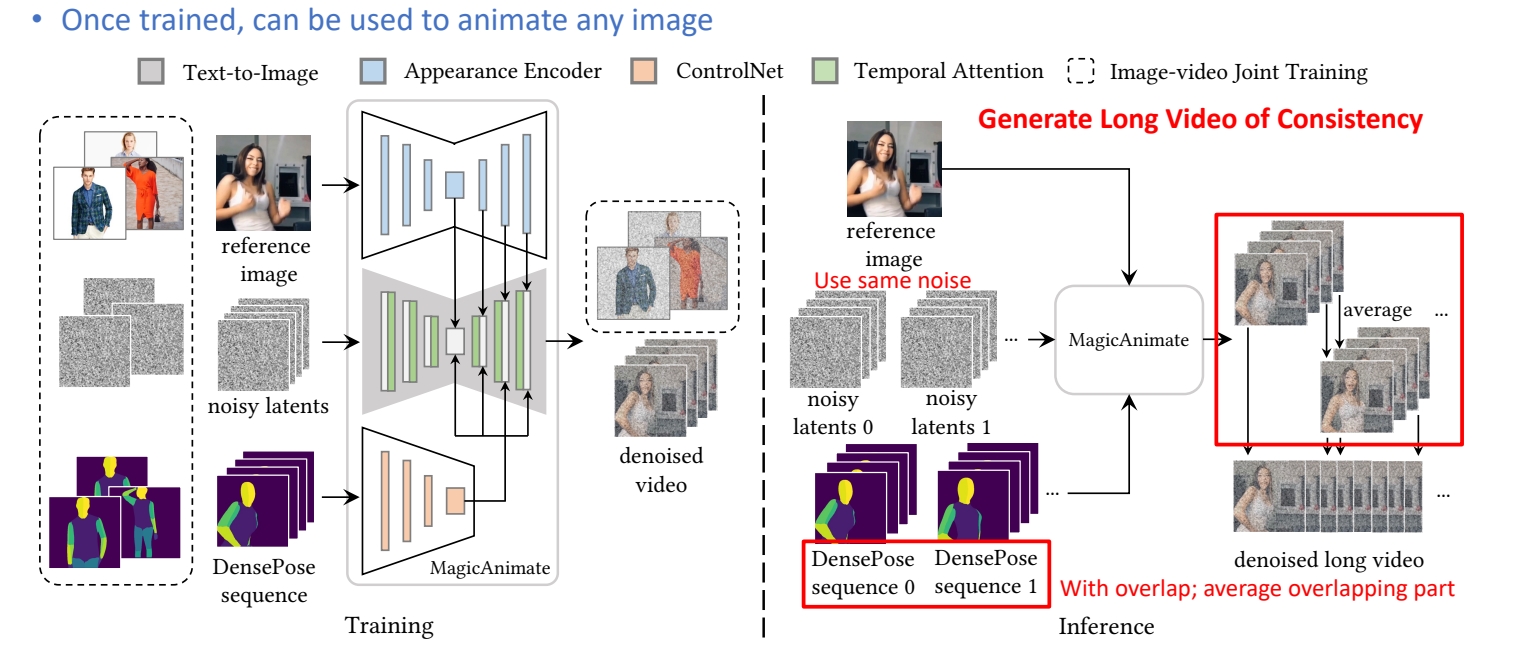 • Once trained, can be used to animate any image
Text-to-Image
Appearance Encoder
ControlNet
Temporal Attention
Image-video Joint Training
reference
image
noisy latents
DensePose
sequence
MagicAnimate
denoised
video
Training
Generate Long Video of Consistency
reference
image
Use same noise
...
noisy
latents 0
noisy
latents 1
MagicAnimate
average
...
...
DensePose
sequence 0
DensePose
sequence 1
...
denoised long video
With overlap; average overlapping part
Inference